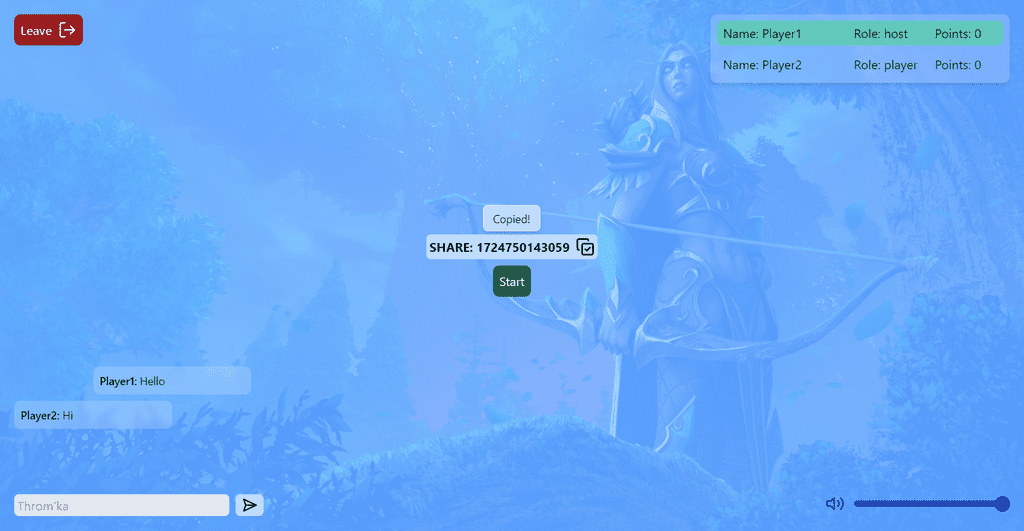 Leave
Name: Player1 Role: host Points: 0
Name: Player2 Role: player Points: 0
Copied!
SHARE: 1724750143059
Start
Player1: Hello
Player2: Hi
Throm'ka